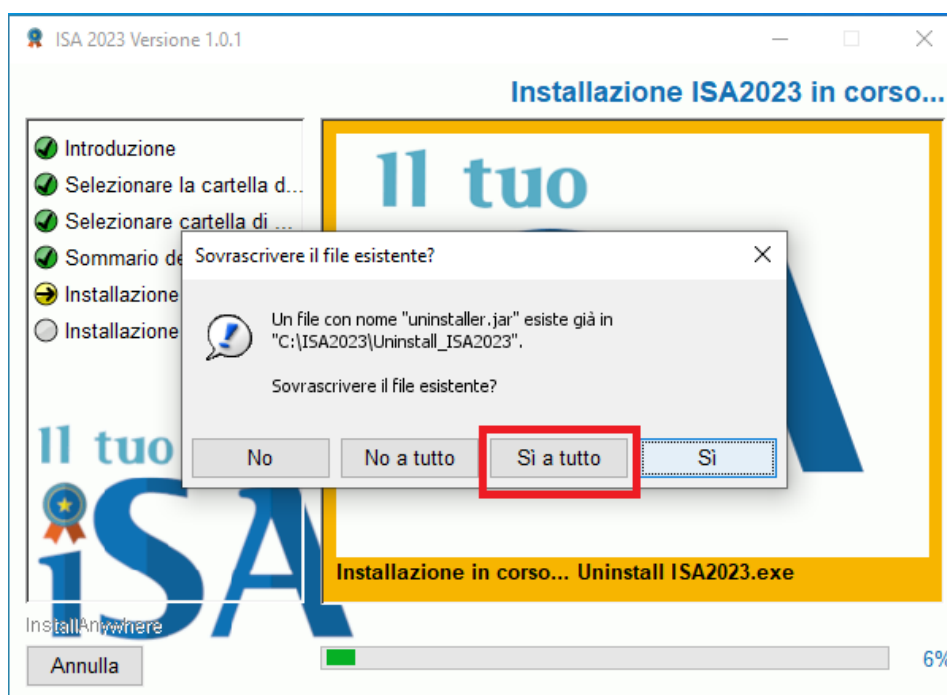 ISA 2023 Versione 1.0.1
Installazione ISA2023 in corso...
Introduzione
Selezionare la cartella d...
Selezionare cartella di ...
Sommario de
Installazione
Installazione
Il tuo
Sovrascrivere il file esistente?
Un file con nome "uninstaller.jar" esiste già in
"C:\ISA2023\Uninstall_ISA2023".
Sovrascrivere il file esistente?
No
No a tutto
Sì a tutto
Sì
Il tuo
iSA
Installazione in corso... Uninstall ISA2023.exe
InstallAnywhere
Annulla
6%